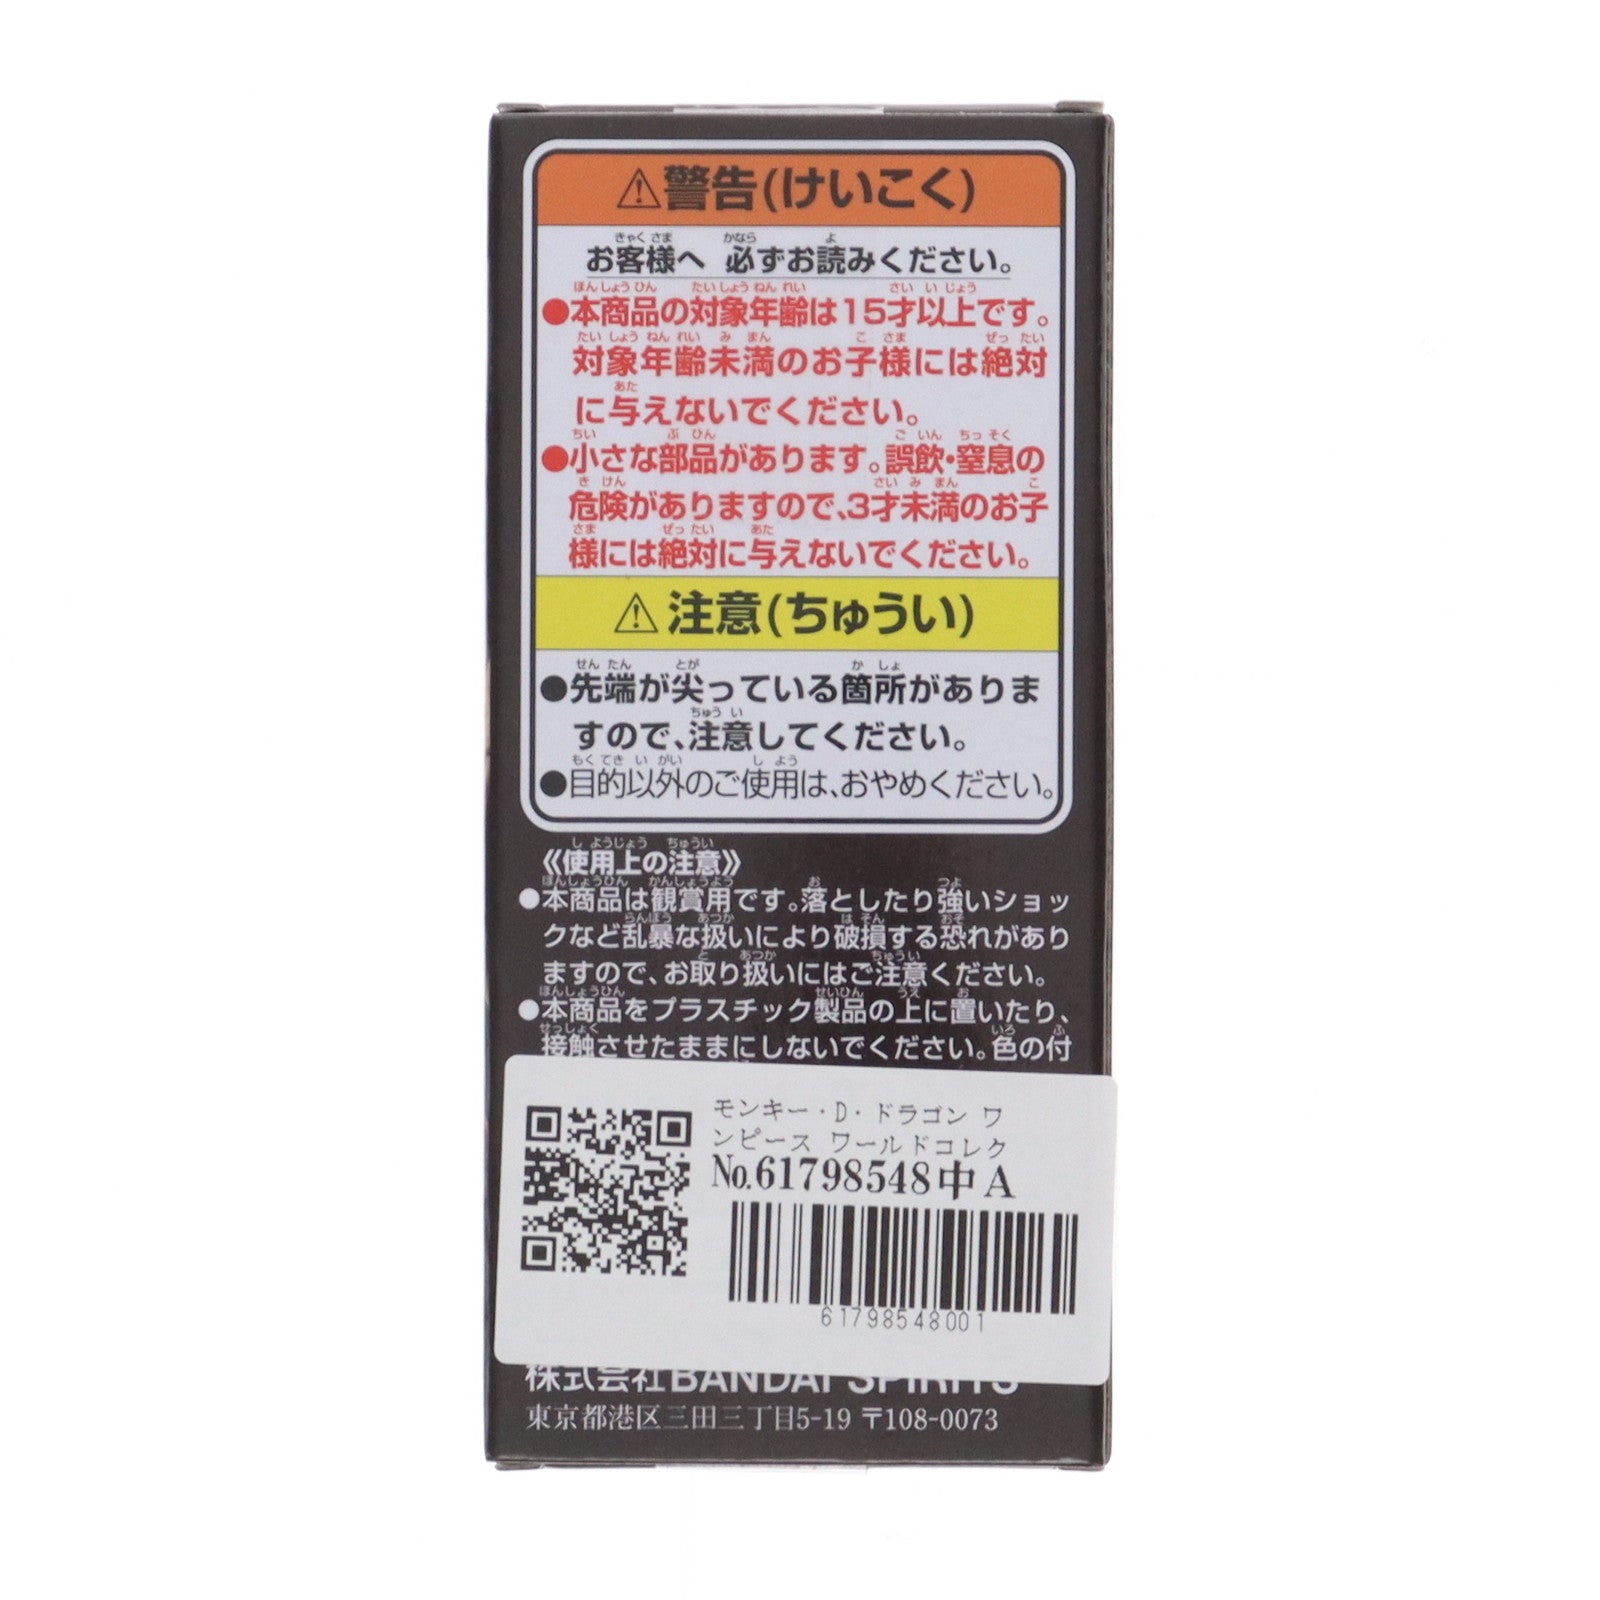 ⚠警告(けいこく)
お客様へ 必ずお読みください。
●本商品の対象年齢は15才以上です。
対象年齢未満のお子様には絶対
に与えないでください。
●小さな部品があります。誤飲・窒息の
危険がありますので、3才未満のお子
様には絶対に与えないでください。
⚠注意(ちゅうい)
●先端が尖っている箇所がありま
すので、注意してください。
●目的以外のご使用は、おやめください。
《使用上の注意》
●本商品は観賞用です。落としたり強いショッ
クなど乱暴な扱いにより破損する恐れがあり
ますので、お取り扱いにはご注意ください。
●本商品をプラスチック製品の上に置いたり、
接触させたままにしないでください。色の付
モンキー・D・ドラゴン ワ
ンピース ワールドコレク
No.61798548中A
61798548001
株式会社BANDAI SPIRITS
東京都港区三田三丁目5-19 〒108-0073